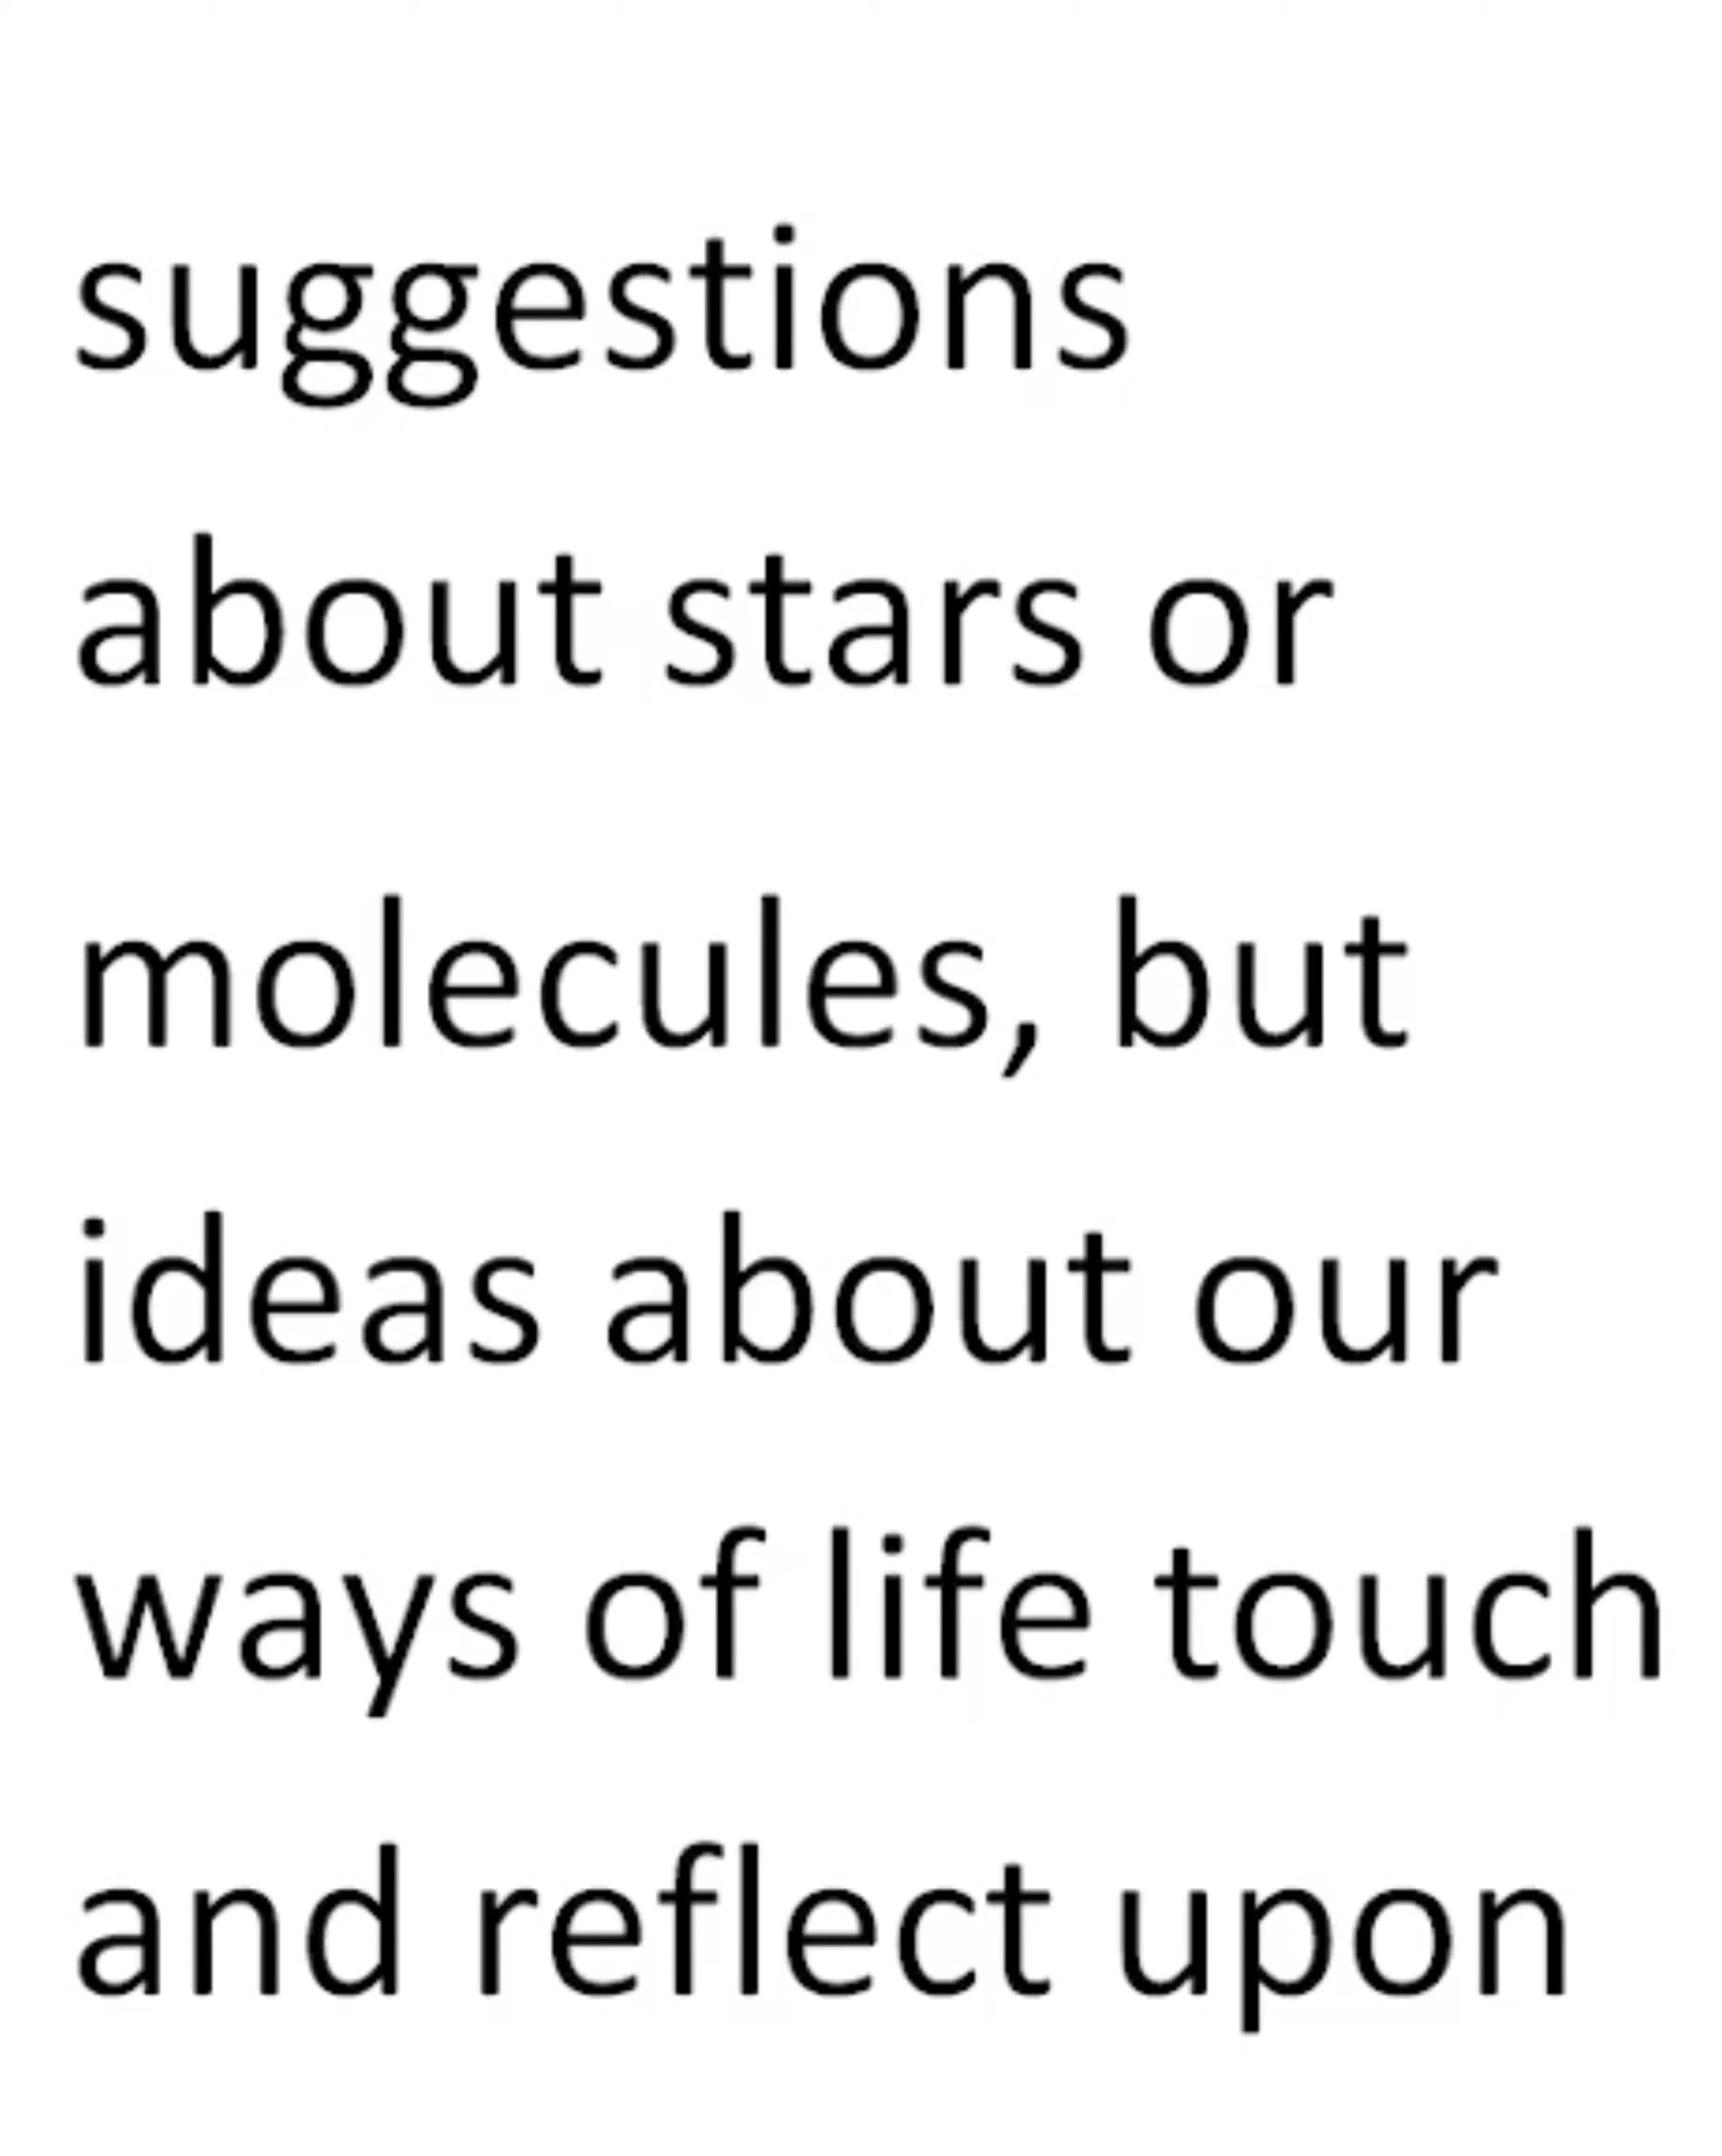 suggestions
about stars or
molecules, but
ideas about our
ways of life touch
and reflect upon